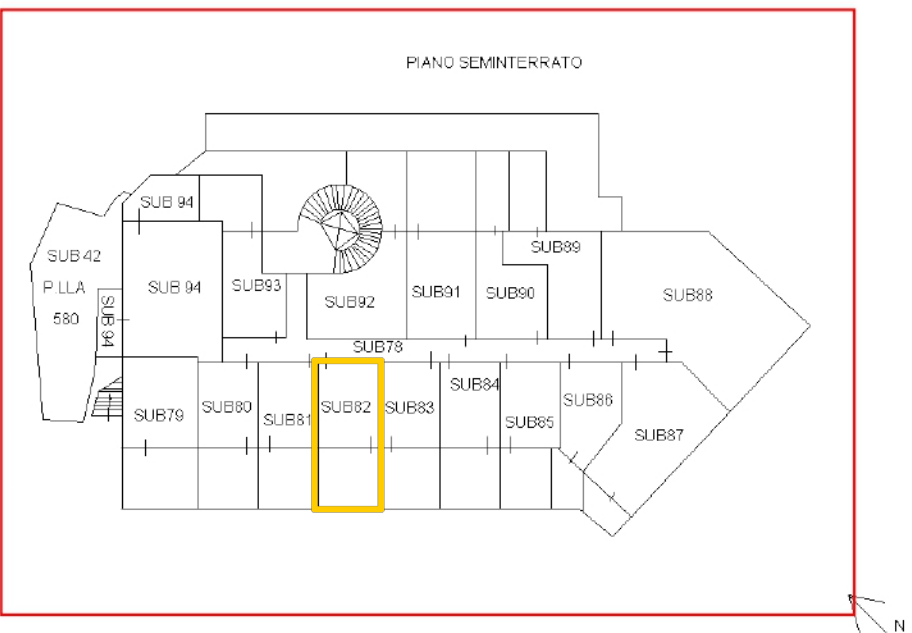 PIANO SEMINTERRATO
SUB 94
SUB 42
P.LLA
580
SUB 94
SUB 94
SUB93
SUB92
SUB91
SUB90
SUB89
SUB88
SUB78
SUB79
SUB80
SUB81
SUB82
SUB83
SUB84
SUB85
SUB86
SUB87
N